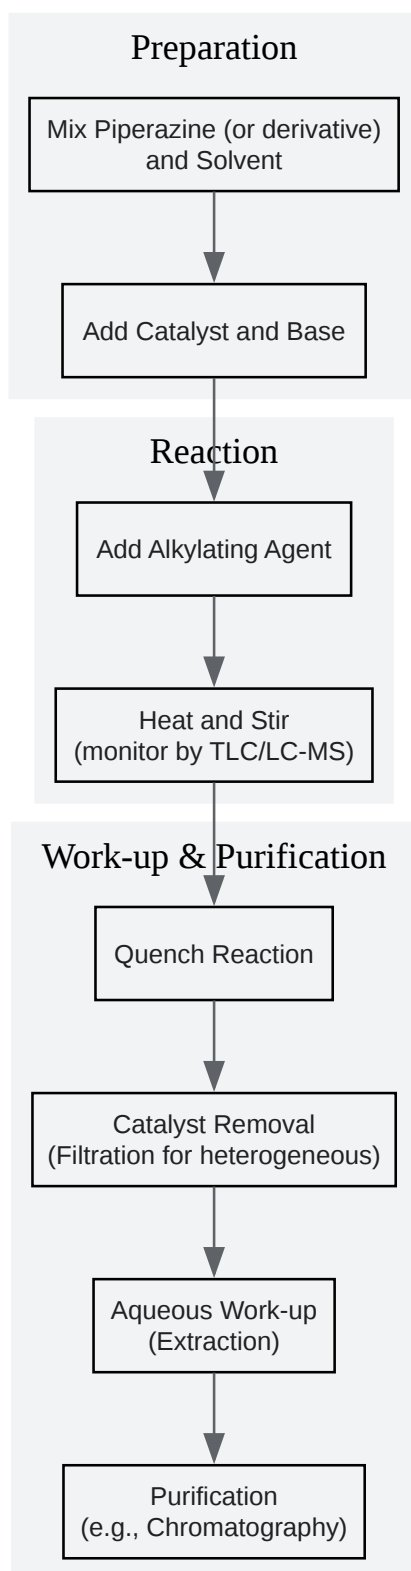 Preparation
Mix Piperazine (or derivative)
and Solvent
Add Catalyst and Base
Reaction
Add Alkylating Agent
Heat and Stir
(monitor by TLC/LC-MS)
Work-up & Purification
Quench Reaction
Catalyst Removal
(Filtration for heterogeneous)
Aqueous Work-up
(Extraction)
Purification
(e.g., Chromatography)